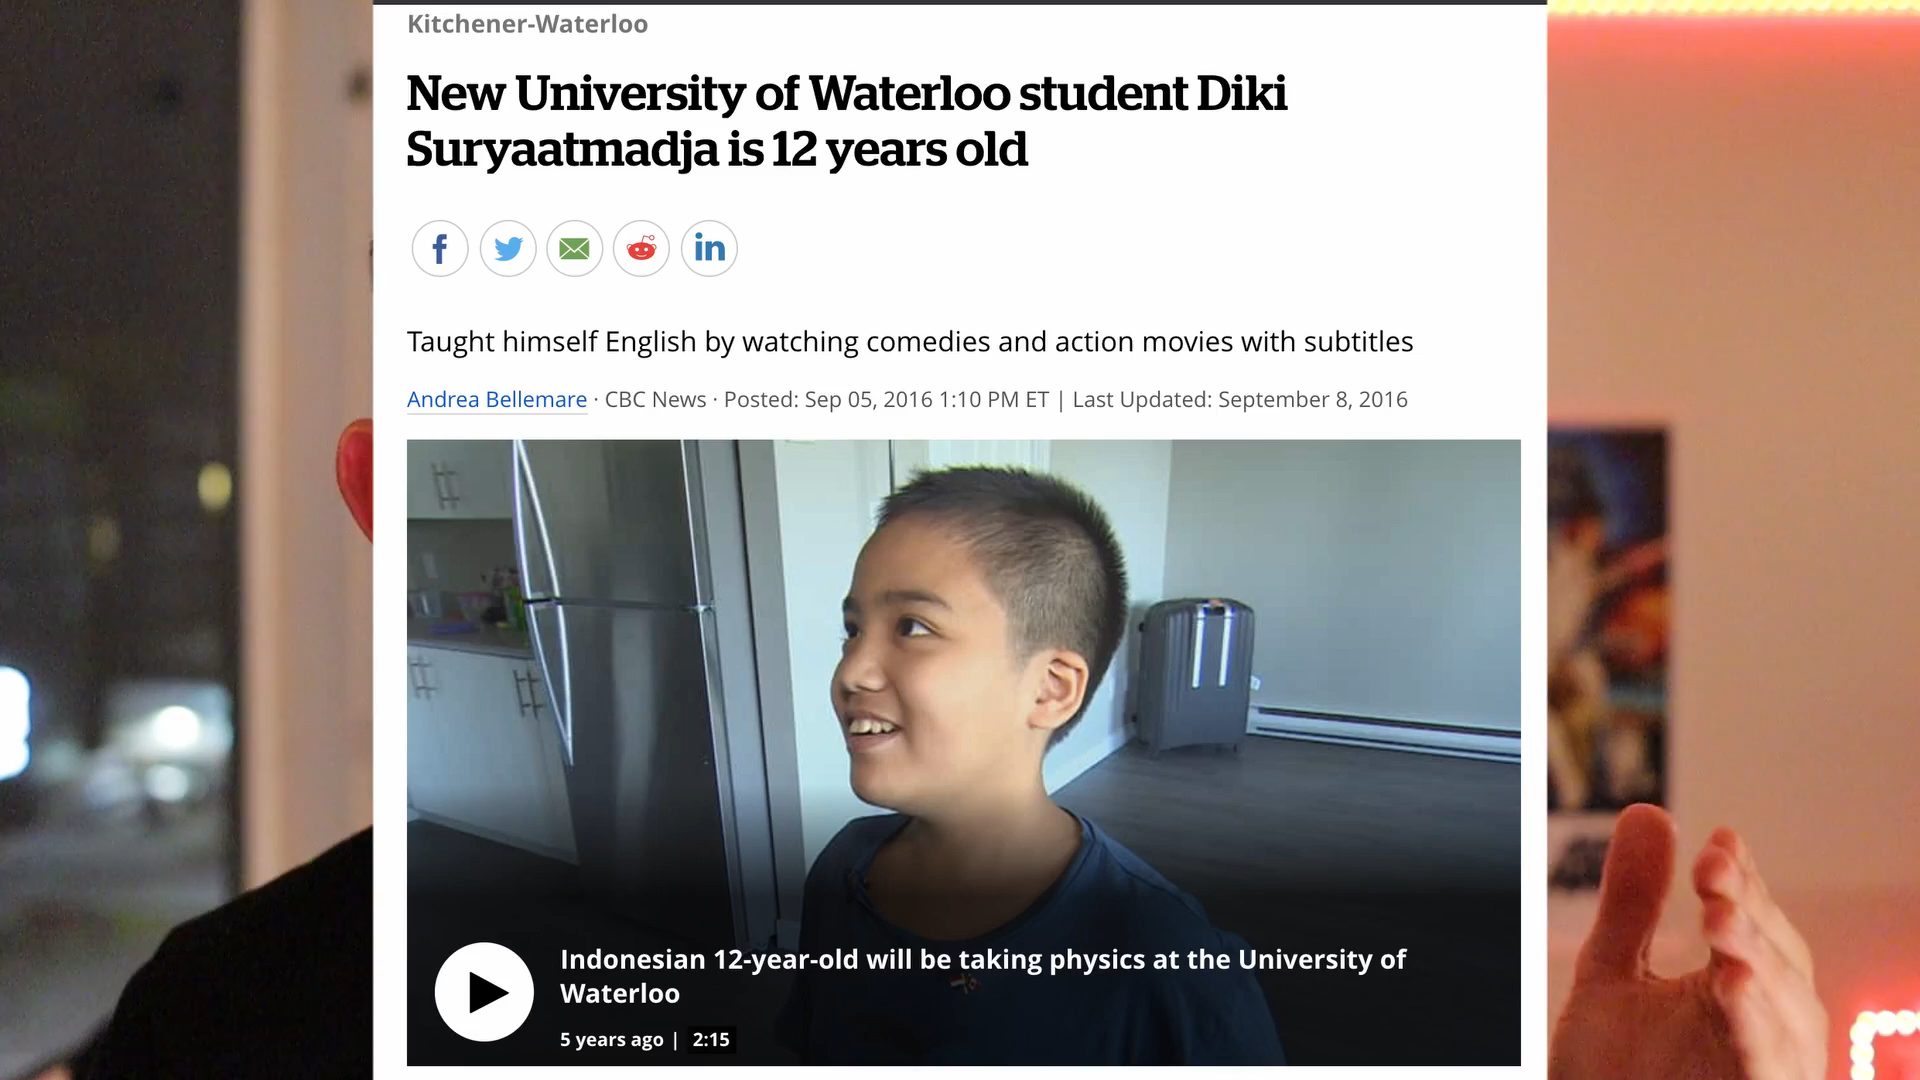 Kitchener-Waterloo
New University of Waterloo student Diki
Suryaatmadja is 12 years old
Taught himself English by watching comedies and action movies with subtitles
Andrea Bellemare · CBC News · Posted: Sep 05, 2016 1:10 PM ET | Last Updated: September 8, 2016
Indonesian 12-year-old will be taking physics at the University of
Waterloo
5 years ago | 2:15